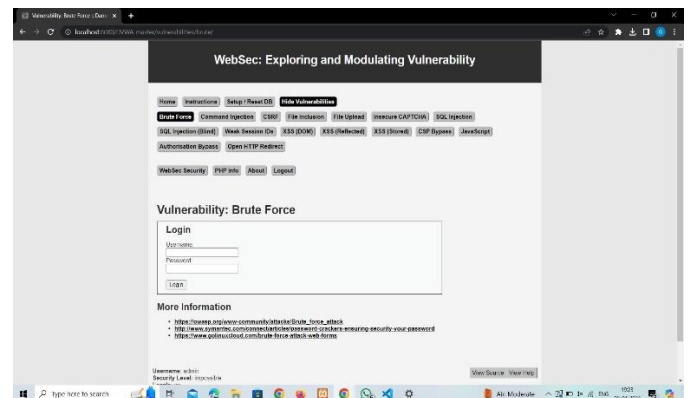 Vulnerability: Brute Force :: Dam
localhost
WebSec: Exploring and Modulating Vulnerability
Home Instructions Setup / Reset DB Hide Vulnerabilities
Brute Force Command Injection CSRF File Inclusion File Upload Insecure CAPTCHA SQL Injection
SQL Injection (Blind) Weak Session IDs XSS (DOM) XSS (Reflected) XSS (Stored) CSP Bypass JavaScript
Authorisation Bypass Open HTTP Redirect
WebSec Security PHP Info About Logout
Vulnerability: Brute Force
Login
Username
Password
Login
More Information
https://owasp.org/www-community/attacks/Brute_force_attack
http://www.symantec.com/connect/articles/password-crackers-ensuring-security-your-password
https://www.golinuxcloud.com/brute-force-attack-web-forms
Username: admin
Security Level: impossible
View Source View Help
Type here to search
AIr Moderate
ENG